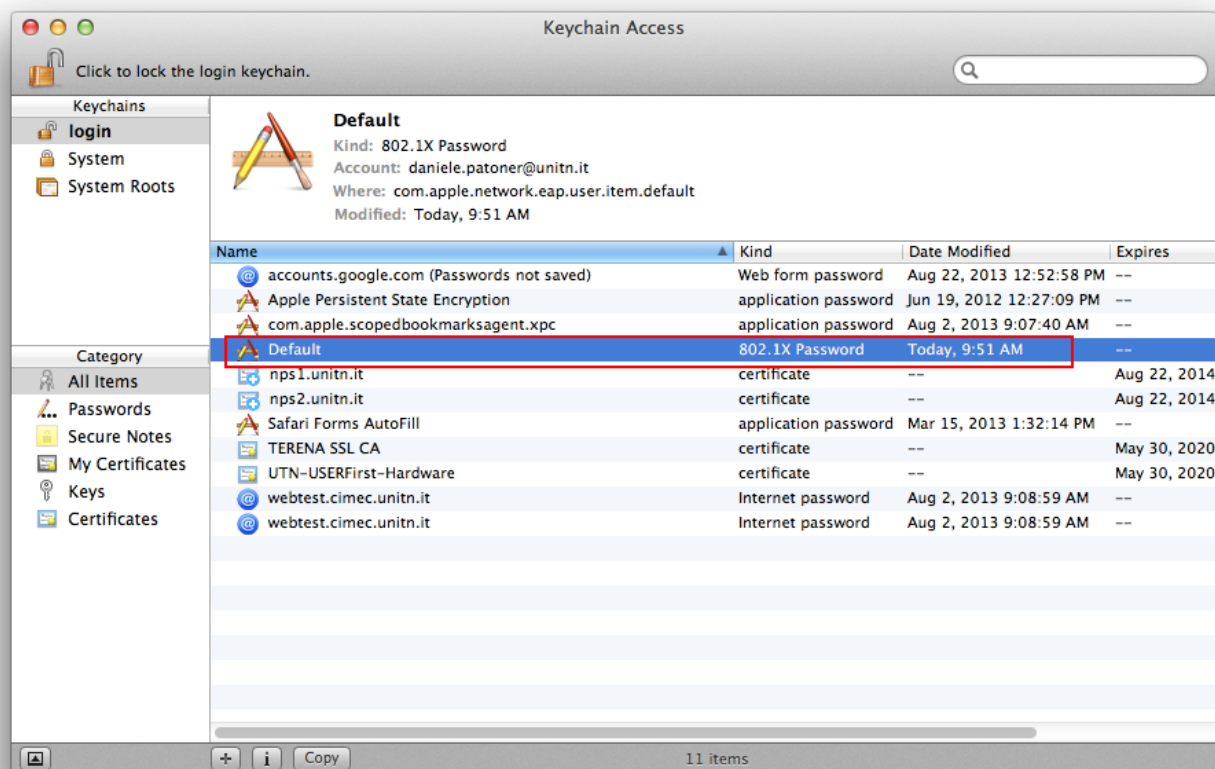 Keychain Access
Click to lock the login keychain.
Keychains
login
System
System Roots
Default
Kind: 802.1X Password
Account: daniele.patoner@unitn.it
Where: com.apple.network.eap.user.item.default
Modified: Today, 9:51 AM
Name Kind Date Modified Expires
accounts.google.com (Passwords not saved) Web form password Aug 22, 2013 12:52:58 PM --
Apple Persistent State Encryption application password Jun 19, 2012 12:27:09 PM --
com.apple.scopedbookmarksagent.xpc application password Aug 2, 2013 9:07:40 AM --
Default 802.1X Password Today, 9:51 AM --
nps1.unitn.it certificate -- Aug 22, 2014
nps2.unitn.it certificate -- Aug 22, 2014
Safari Forms AutoFill application password Mar 15, 2013 1:32:14 PM --
TERENA SSL CA certificate -- May 30, 2020
UTN-USERFirst-Hardware certificate -- May 30, 2020
webtest.cimec.unitn.it Internet password Aug 2, 2013 9:08:59 AM --
webtest.cimec.unitn.it Internet password Aug 2, 2013 9:08:59 AM --
Category
All Items
Passwords
Secure Notes
My Certificates
Keys
Certificates
+ i Copy 11 items